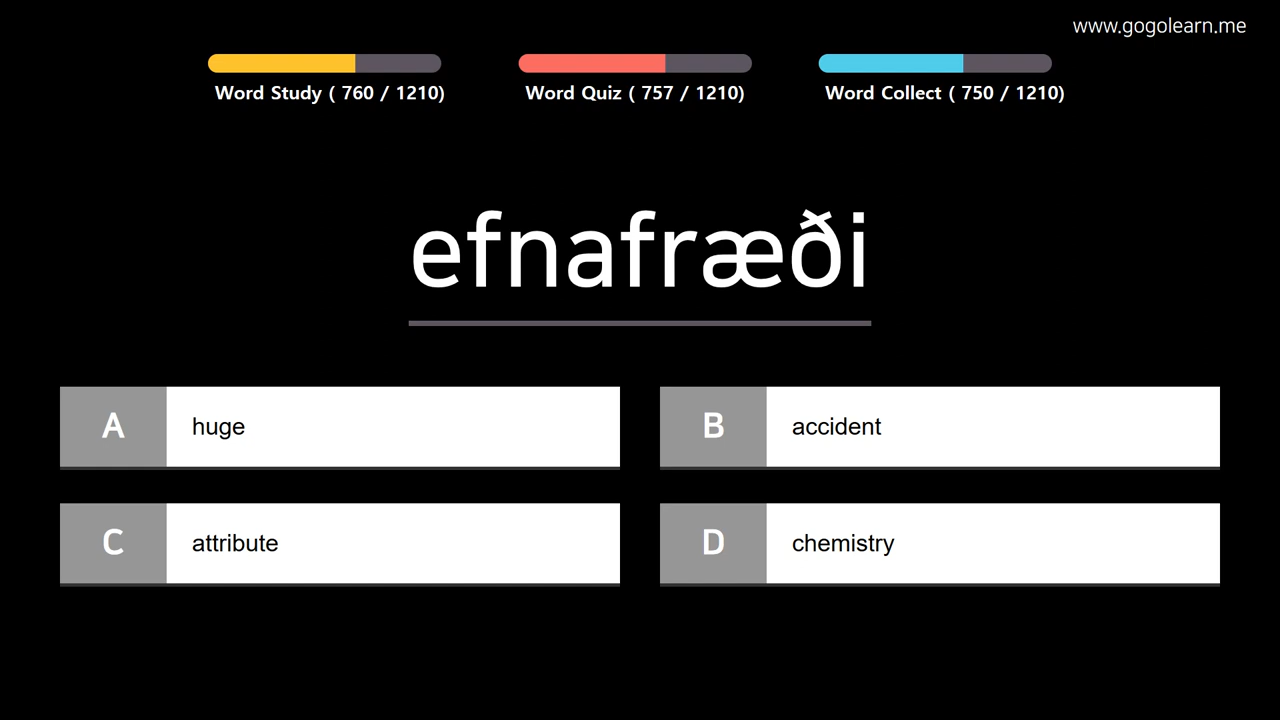 www.gogolearn.me
Word Study ( 760 / 1210)
Word Quiz ( 757 / 1210)
Word Collect ( 750 / 1210)
efnafræði
A huge
B accident
C attribute
D chemistry